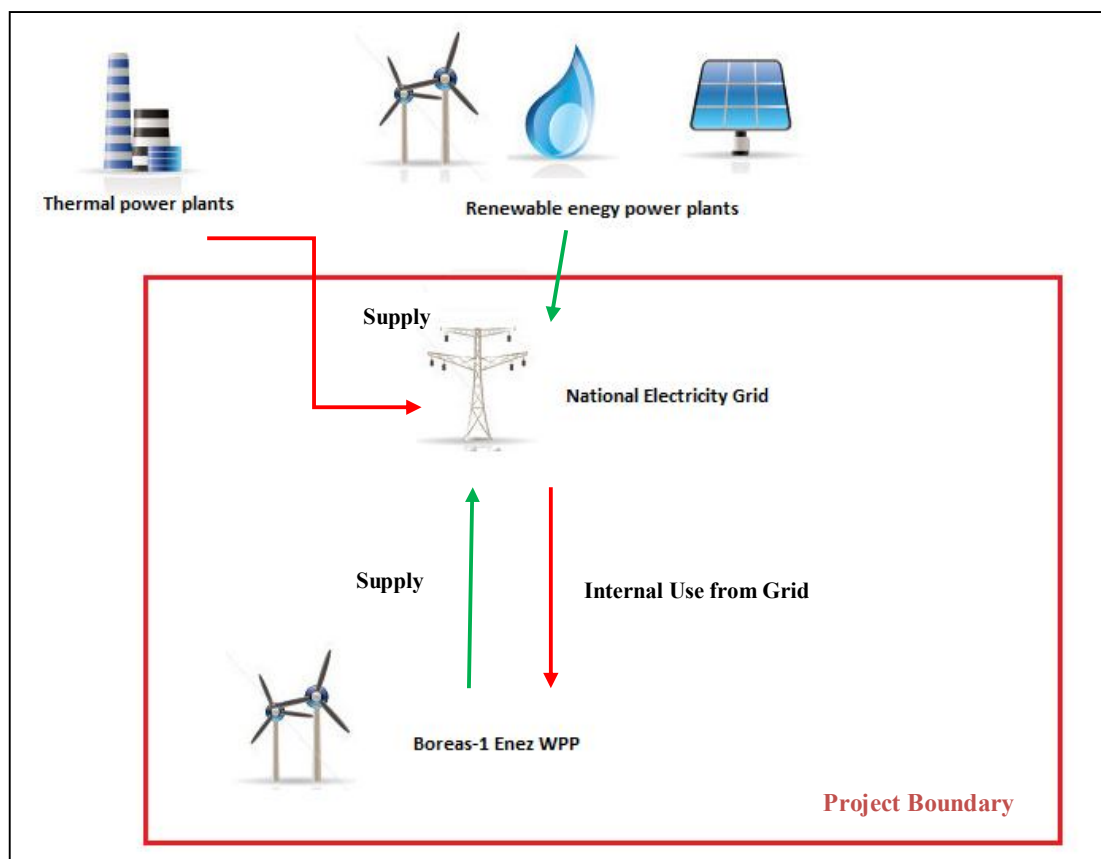 Thermal power plants
Renewable enegy power plants
Supply
National Electricity Grid
Supply
Internal Use from Grid
Boreas-1 Enez WPP
Project Boundary